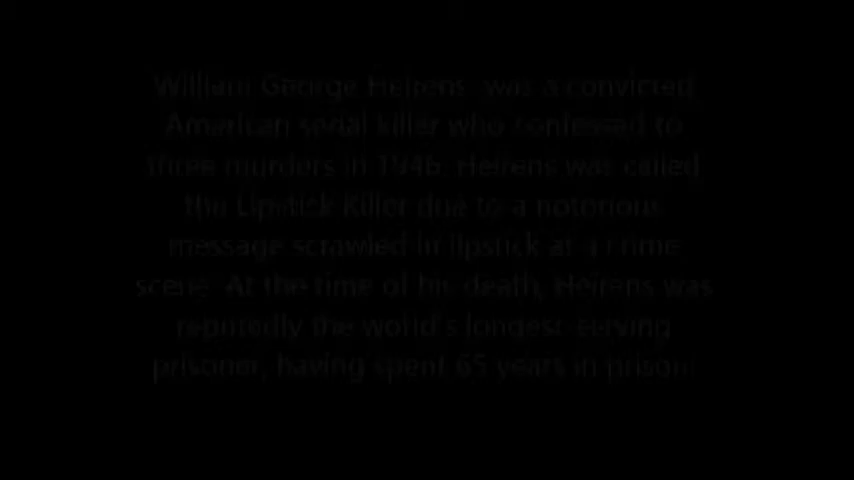 William George Heirens, was a convicted
American serial killer who confessed to
three murders in 1946. Heirens was called
the Lipstick Killer due to a notorious
message scrawled in lipstick at a crime
scene. At the time of his death, Heirens was
reputedly the world's longest-serving
prisoner, having spent 65 years in prison.